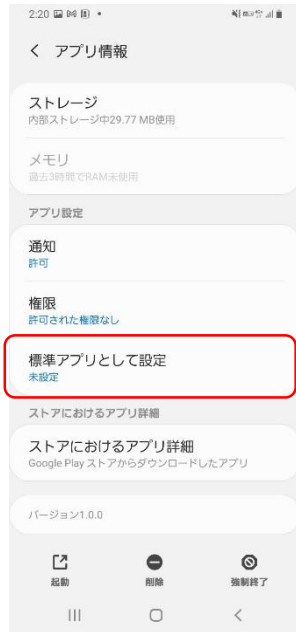 2:20
アプリ情報
ストレージ
内部ストレージ中29.77 MB使用
メモリ
過去3時間でRAM未使用
アプリ設定
通知
許可
権限
許可された権限なし
標準アプリとして設定
未設定
ストアにおけるアプリ詳細
ストアにおけるアプリ詳細
Google Play ストアからダウンロードしたアプリ
バージョン1.0.0
起動 削除 強制終了